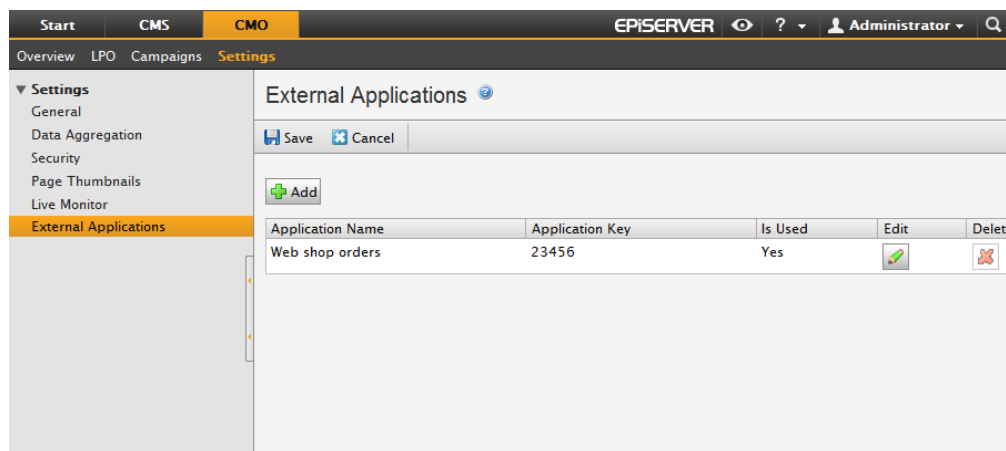 Start CMS CMO EPiSERVER ? Administrator
Overview LPO Campaigns Settings
Settings
General
Data Aggregation
Security
Page Thumbnails
Live Monitor
External Applications
External Applications ?
Save Cancel
Add
Application Name Application Key Is Used Edit Delet
Web shop orders 23456 Yes